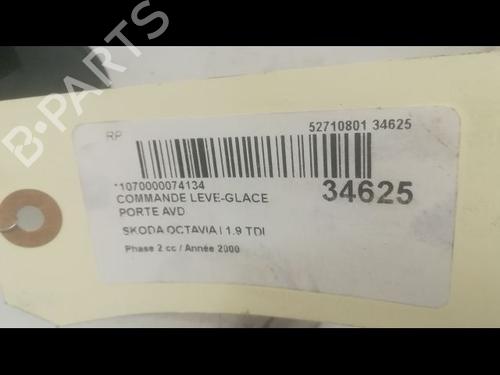 B-PARTS
RP
52710801 34625
*1070000074134
34625
COMMANDE LEVE-GLACE
PORTE AVD
SKODA OCTAVIA I 1.9 TDI
Phase 2 cc / Année 2000